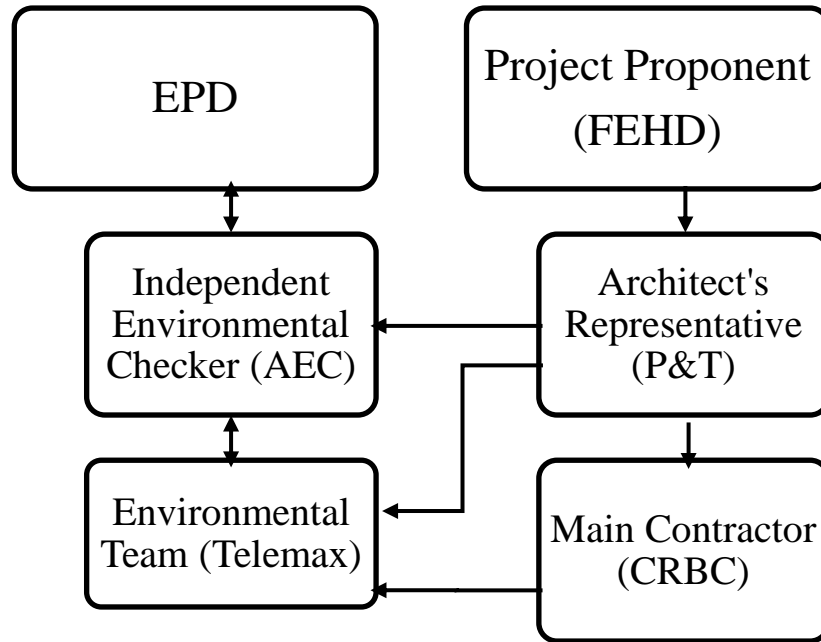 EPD
Project Proponent
(FEHD)
Independent
Environmental
Checker (AEC)
Architect's
Representative
(P&T)
Environmental
Team (Telemax)
Main Contractor
(CRBC)